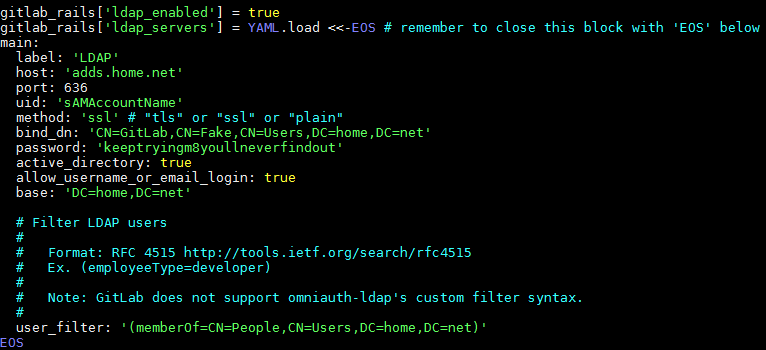 gitlab_rails['ldap_enabled'] = true
gitlab_rails['ldap_servers'] = YAML.load <<-EOS # remember to close this block with 'EOS' below
main:
  label: 'LDAP'
  host: 'adds.home.net'
  port: 636
  uid: 'sAMAccountName'
  method: 'ssl' # "tls" or "ssl" or "plain"
  bind_dn: 'CN=GitLab,CN=Fake,CN=Users,DC=home,DC=net'
  password: 'keeptryingm8youllneverfindout'
  active_directory: true
  allow_username_or_email_login: true
  base: 'DC=home,DC=net'

  # Filter LDAP users
  #
  #   Format: RFC 4515 http://tools.ietf.org/search/rfc4515
  #   Ex. (employeeType=developer)
  #
  #   Note: GitLab does not support omniauth-ldap's custom filter syntax.
  #
  user_filter: '(memberOf=CN=People,CN=Users,DC=home,DC=net)'
EOS